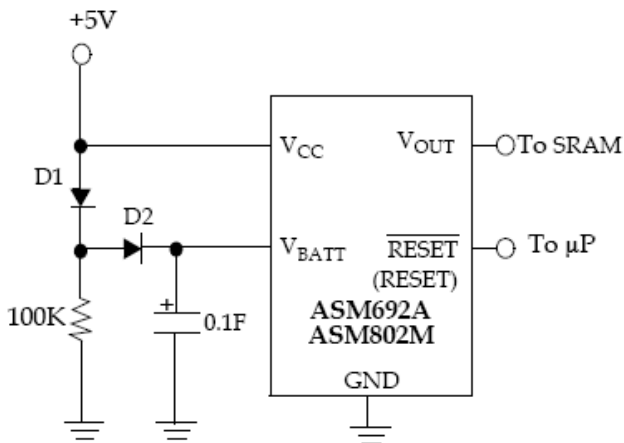 +5V
D1
D2
100K
+
0.1F
VCC
VBATT
VOUT
RESET
(RESET)
ASM692A
ASM802M
GND
To SRAM
To µP